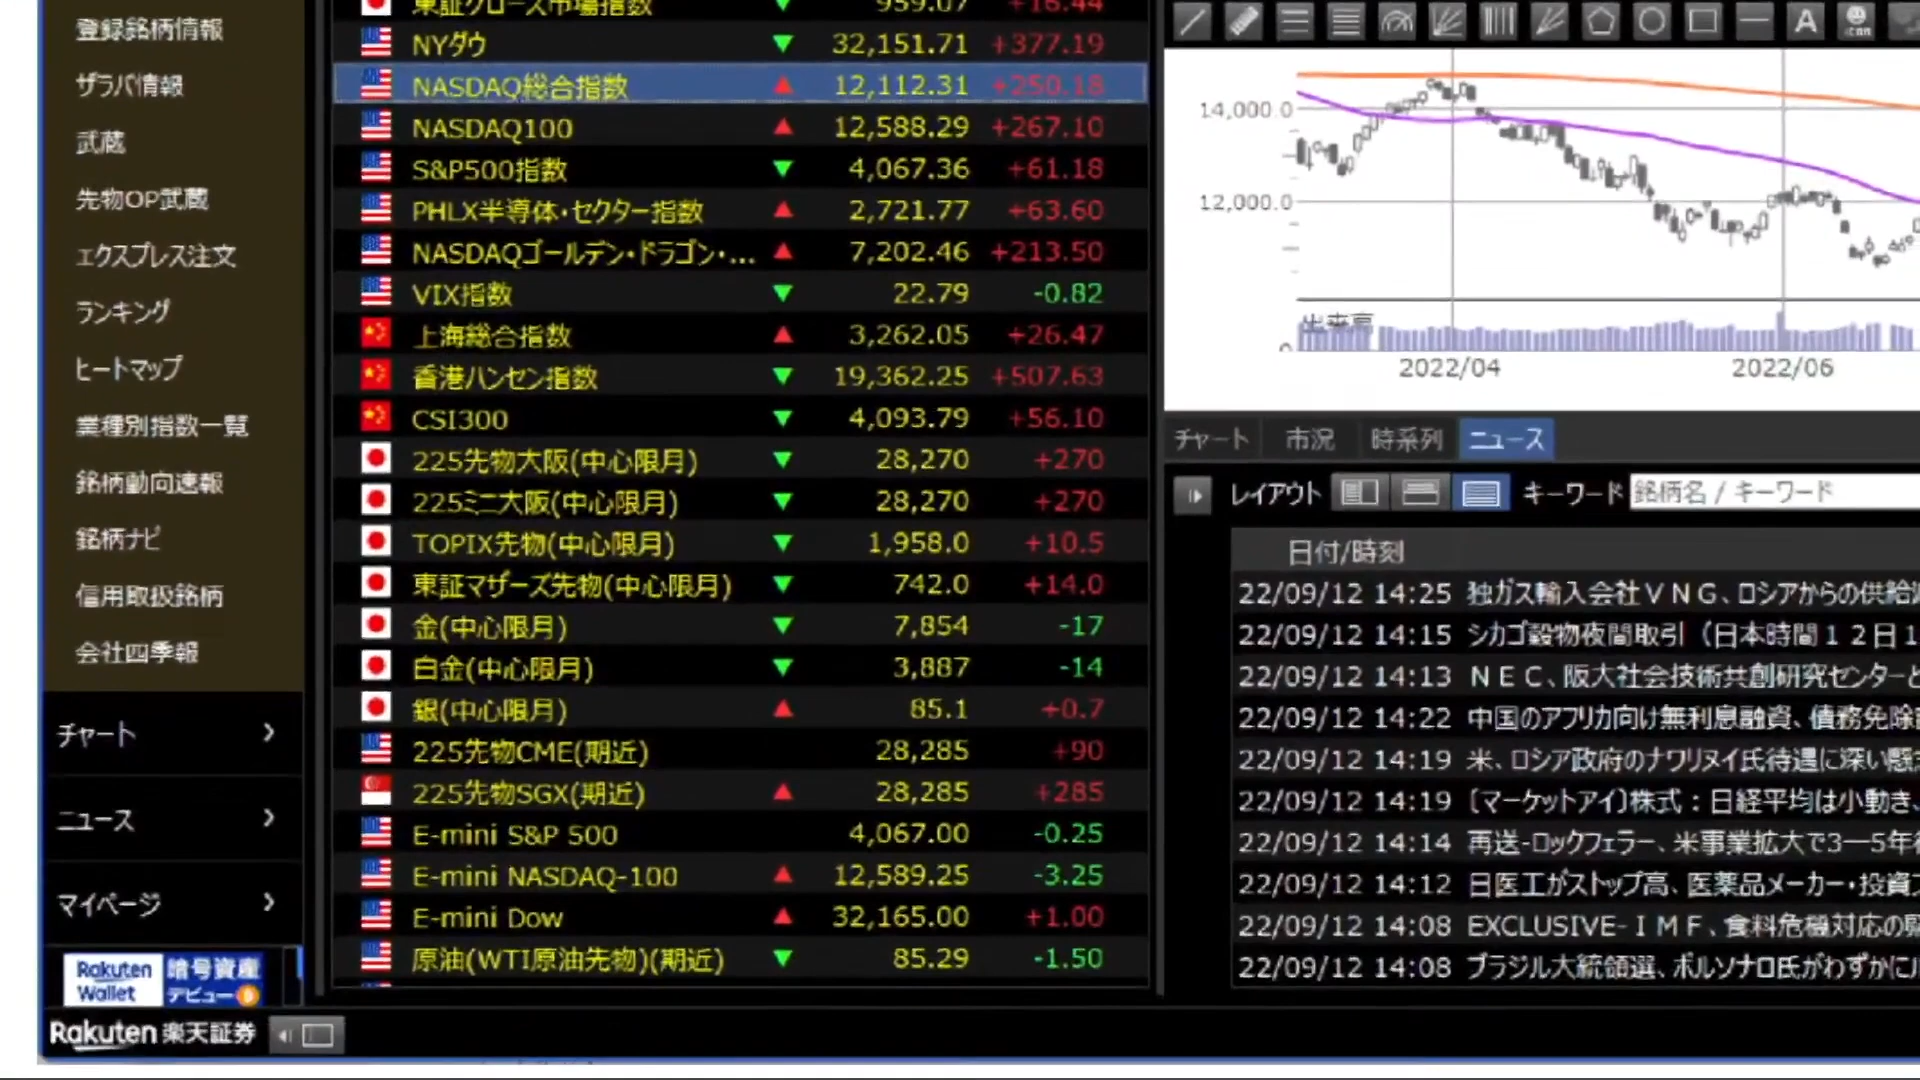 登録銘柄情報
ザラバ情報
武蔵
先物OP武蔵
エクスプレス注文
ランキング
ヒートマップ
業種別指数一覧
銘柄動向速報
銘柄ナビ
信用取扱銘柄
会社四季報
チャート
ニュース
マイページ
Rakuten Wallet
暗号資産
デビュー
Rakuten 楽天証券
東証グロース市場指数 ▼ 959.07 +16.44
NYダウ ▼ 32,151.71 +377.19
NASDAQ総合指数 ▲ 12,112.31 +250.18
NASDAQ100 ▲ 12,588.29 +267.10
S&P500指数 ▼ 4,067.36 +61.18
PHLX半導体・セクター指数 ▲ 2,721.77 +63.60
NASDAQゴールデン・ドラゴン・... ▲ 7,202.46 +213.50
VIX指数 ▼ 22.79 -0.82
上海総合指数 ▲ 3,262.05 +26.47
香港ハンセン指数 ▼ 19,362.25 +507.63
CSI300 ▼ 4,093.79 +56.10
225先物大阪(中心限月) ▼ 28,270 +270
225ミニ大阪(中心限月) ▼ 28,270 +270
TOPIX先物(中心限月) ▼ 1,958.0 +10.5
東証マザーズ先物(中心限月) ▼ 742.0 +14.0
金(中心限月) ▼ 7,854 -17
白金(中心限月) ▼ 3,887 -14
銀(中心限月) ▲ 85.1 +0.7
225先物CME(期近) 28,285 +90
225先物SGX(期近) ▲ 28,285 +285
E-mini S&P 500 4,067.00 -0.25
E-mini NASDAQ-100 ▲ 12,589.25 -3.25
E-mini Dow ▲ 32,165.00 +1.00
原油(WTI原油先物)(期近) ▼ 85.29 -1.50
A
14,000.0
12,000.0
出来高
0
2022/04 2022/06
チャート 市況 時系列 ニュース
レイアウト キーワード 銘柄名 / キーワード
日付/時刻
22/09/12 14:25 独ガス輸入会社ＶＮＧ、ロシアからの供給
22/09/12 14:15 シカゴ穀物夜間取引（日本時間１２日１
22/09/12 14:13 ＮＥＣ、阪大社会技術共創研究センターと
22/09/12 14:22 中国のアフリカ向け無利息融資、債務免除
22/09/12 14:19 米、ロシア政府のナワリヌイ氏待遇に深い懸
22/09/12 14:19 〔マーケットアイ〕株式：日経平均は小動き、
22/09/12 14:14 再送-ロックフェラー、米事業拡大で3―5年
22/09/12 14:12 日医工がストップ高、医薬品メーカー・投資フ
22/09/12 14:08 EXCLUSIVE-ＩＭＦ、食料危機対応の
22/09/12 14:08 ブラジル大統領選、ボルソナロ氏がわずかに